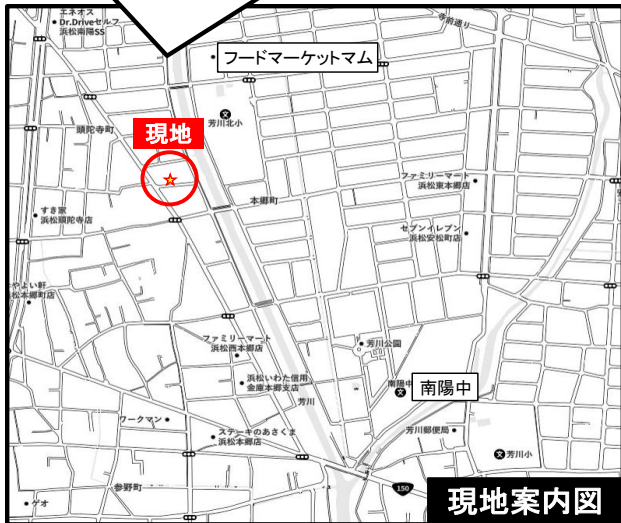 エネオス
Dr.Driveセルフ
浜松南陽SS
寺前通り
フードマーケットマム
芳川北小
頭陀寺町
現地
本郷町
ファミリーマート
浜松東本郷店
すき家
浜松頭陀寺店
セブンイレブン
浜松安松町店
やよい軒
浜松本郷町店
ファミリーマート
浜松西本郷店
芳川公園
浜松いわた信用
金庫本郷支店
芳川
南陽中
南陽中
ワークマン
ステーキのあさくま
浜松本郷店
芳川郵便局
芳川小
参野町
150
ゲオ
現地案内図